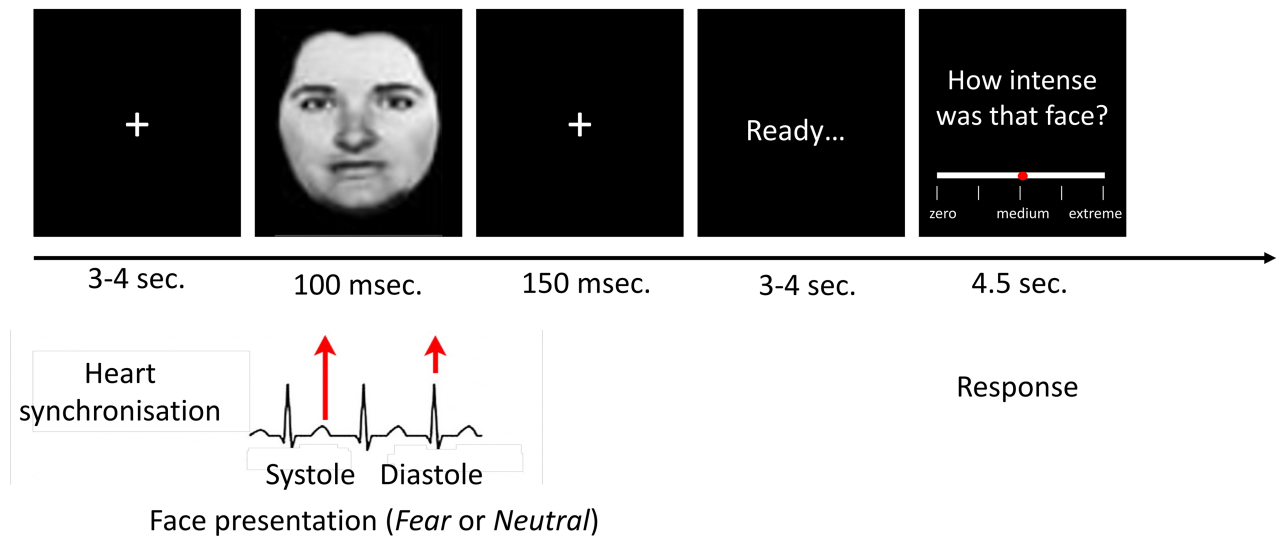 +
+
Ready...
How intense
was that face?
zero medium extreme
3-4 sec.
100 msec.
150 msec.
3-4 sec.
4.5 sec.
Heart
synchronisation
Systole
Diastole
Response
Face presentation (Fear or Neutral)